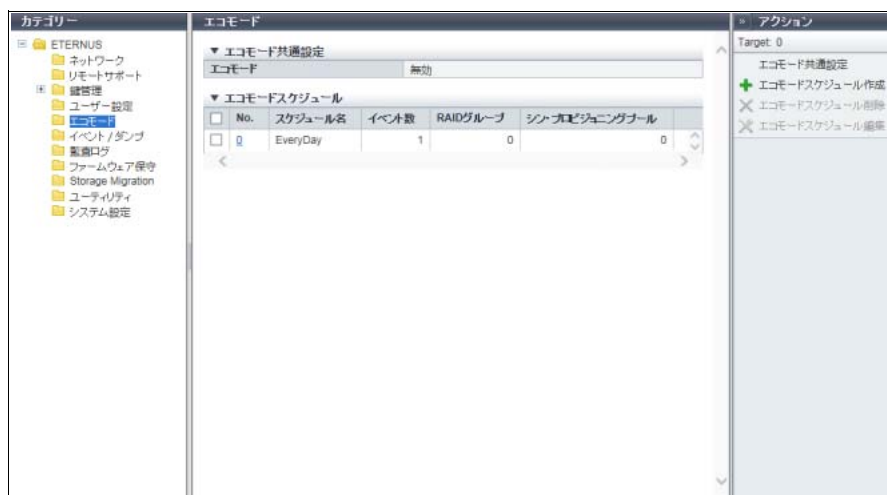 カテゴリー
ETERNUS
ネットワーク
リモートサポート
鍵管理
ユーザー設定
エコモード
イベント / ダンプ
監査ログ
ファームウェア保守
Storage Migration
ユーティリティ
システム設定
エコモード
▼ エコモード共通設定
エコモード 無効
▼ エコモードスケジュール
No. スケジュール名 イベント数 RAIDグループ シン・プロビジョニングプール
0 EveryDay 1 0 0
» アクション
Target: 0
エコモード共通設定
エコモードスケジュール作成
エコモードスケジュール削除
エコモードスケジュール編集